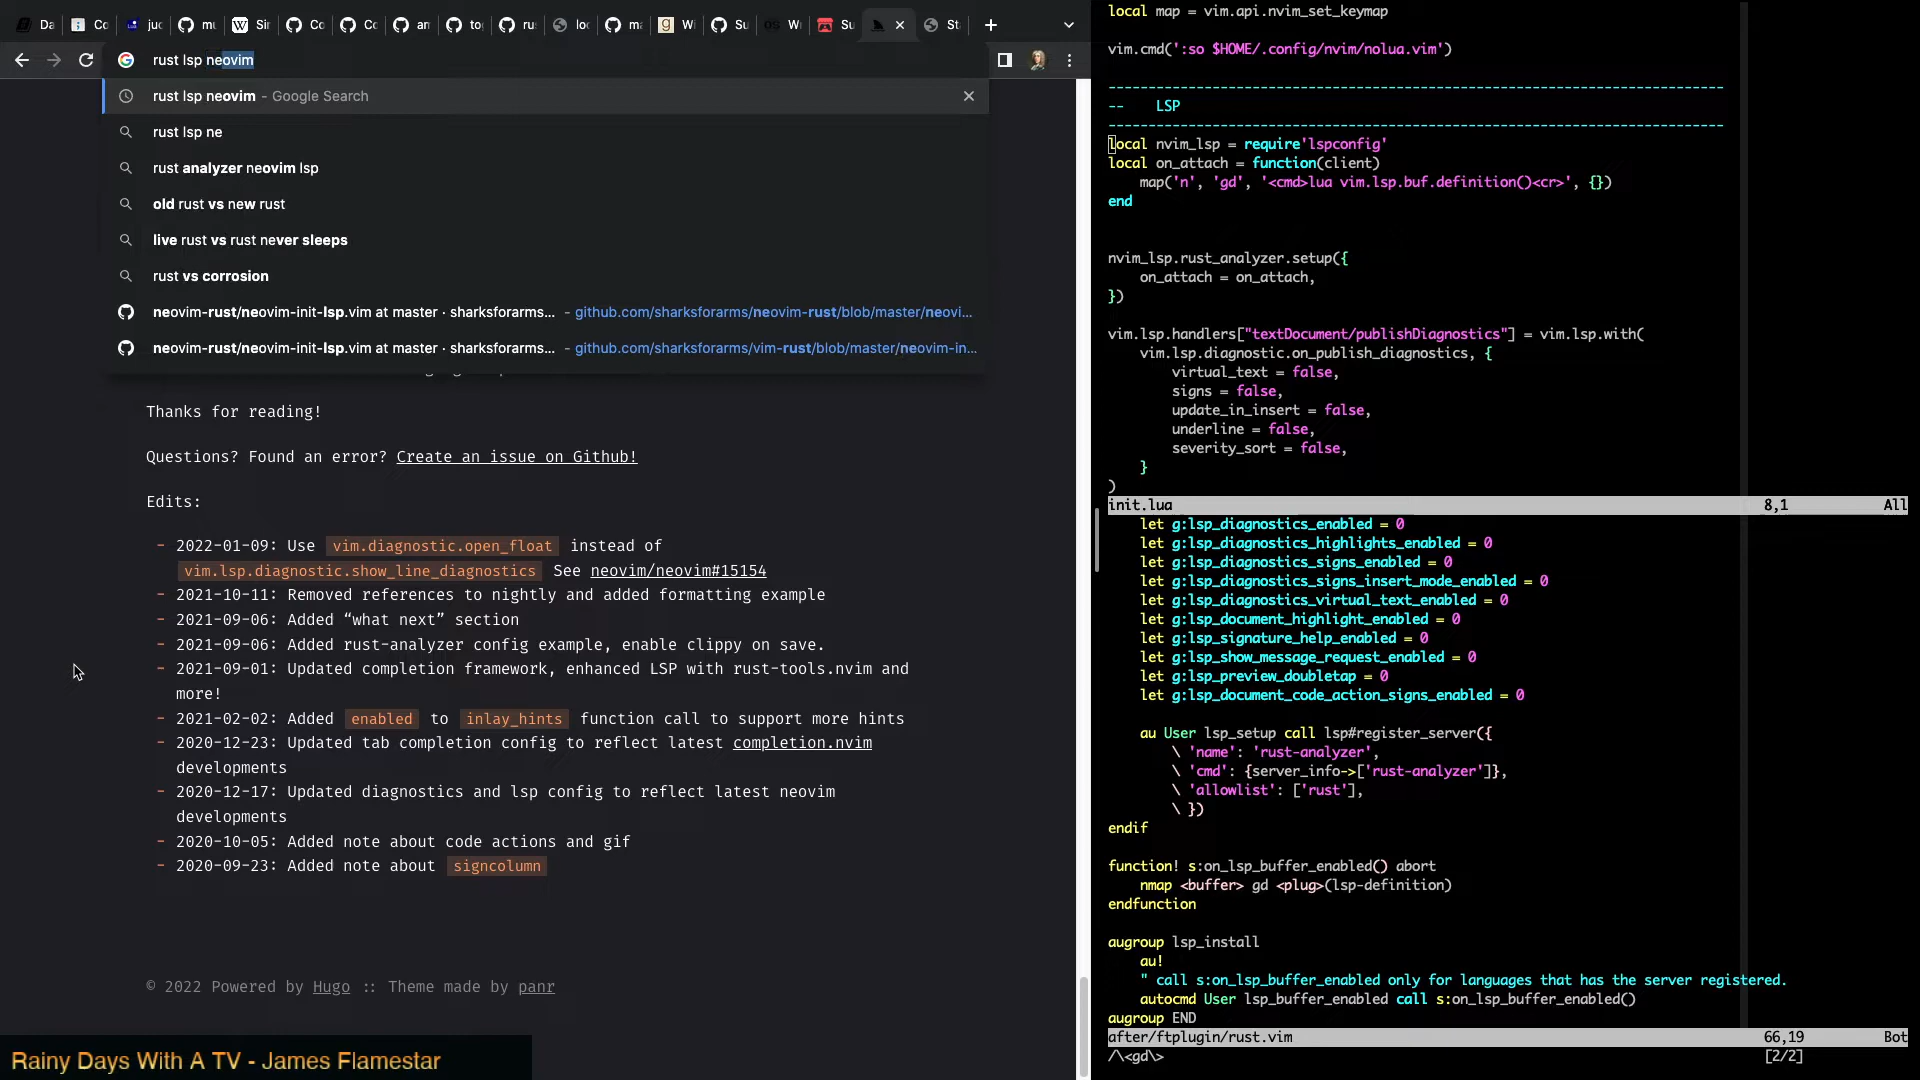 Da
Co
juc
mu
Sir
Co
Cc
an
to
ru
loc
ma
Wi
Su
Wr
Su
St
rust lsp neovim
rust lsp neovim - Google Search
rust lsp ne
rust analyzer neovim lsp
old rust vs new rust
live rust vs rust never sleeps
rust vs corrosion
neovim-rust/neovim-init-lsp.vim at master · sharksforarms... - github.com/sharksforarms/neovim-rust/blob/master/neovi...
neovim-rust/neovim-init-lsp.vim at master · sharksforarms... - github.com/sharksforarms/vim-rust/blob/master/neovim-in...
Thanks for reading!
Questions? Found an error? Create an issue on Github!
Edits:
- 2022-01-09: Use vim.diagnostic.open_float instead of
vim.lsp.diagnostic.show_line_diagnostics See neovim/neovim#15154
- 2021-10-11: Removed references to nightly and added formatting example
- 2021-09-06: Added “what next” section
- 2021-09-06: Added rust-analyzer config example, enable clippy on save.
- 2021-09-01: Updated completion framework, enhanced LSP with rust-tools.nvim and
more!
- 2021-02-02: Added enabled to inlay_hints function call to support more hints
- 2020-12-23: Updated tab completion config to reflect latest completion.nvim
developments
- 2020-12-17: Updated diagnostics and lsp config to reflect latest neovim
developments
- 2020-10-05: Added note about code actions and gif
- 2020-09-23: Added note about signcolumn
© 2022 Powered by Hugo :: Theme made by panr
Rainy Days With A TV - James Flamestar
local map = vim.api.nvim_set_keymap
vim.cmd(':so $HOME/.config/nvim/nolua.vim')
-----------------------------------------------------------------------------
-- LSP
-----------------------------------------------------------------------------
local nvim_lsp = require'lspconfig'
local on_attach = function(client)
map('n', 'gd', '<cmd>lua vim.lsp.buf.definition()<cr>', {})
end
nvim_lsp.rust_analyzer.setup({
on_attach = on_attach,
})
vim.lsp.handlers["textDocument/publishDiagnostics"] = vim.lsp.with(
vim.lsp.diagnostic.on_publish_diagnostics, {
virtual_text = false,
signs = false,
update_in_insert = false,
underline = false,
severity_sort = false,
}
)
init.lua 8,1 All
let g:lsp_diagnostics_enabled = 0
let g:lsp_diagnostics_highlights_enabled = 0
let g:lsp_diagnostics_signs_enabled = 0
let g:lsp_diagnostics_signs_insert_mode_enabled = 0
let g:lsp_diagnostics_virtual_text_enabled = 0
let g:lsp_document_highlight_enabled = 0
let g:lsp_signature_help_enabled = 0
let g:lsp_show_message_request_enabled = 0
let g:lsp_preview_doubletap = 0
let g:lsp_document_code_action_signs_enabled = 0
au User lsp_setup call lsp#register_server({
\ 'name': 'rust-analyzer',
\ 'cmd': {server_info->['rust-analyzer']},
\ 'allowlist': ['rust'],
\ })
endif
function! s:on_lsp_buffer_enabled() abort
nmap <buffer> gd <plug>(lsp-definition)
endfunction
augroup lsp_install
au!
" call s:on_lsp_buffer_enabled only for languages that has the server registered.
autocmd User lsp_buffer_enabled call s:on_lsp_buffer_enabled()
augroup END
after/ftplugin/rust.vim 66,19 Bot
/\<gd\> [2/2]